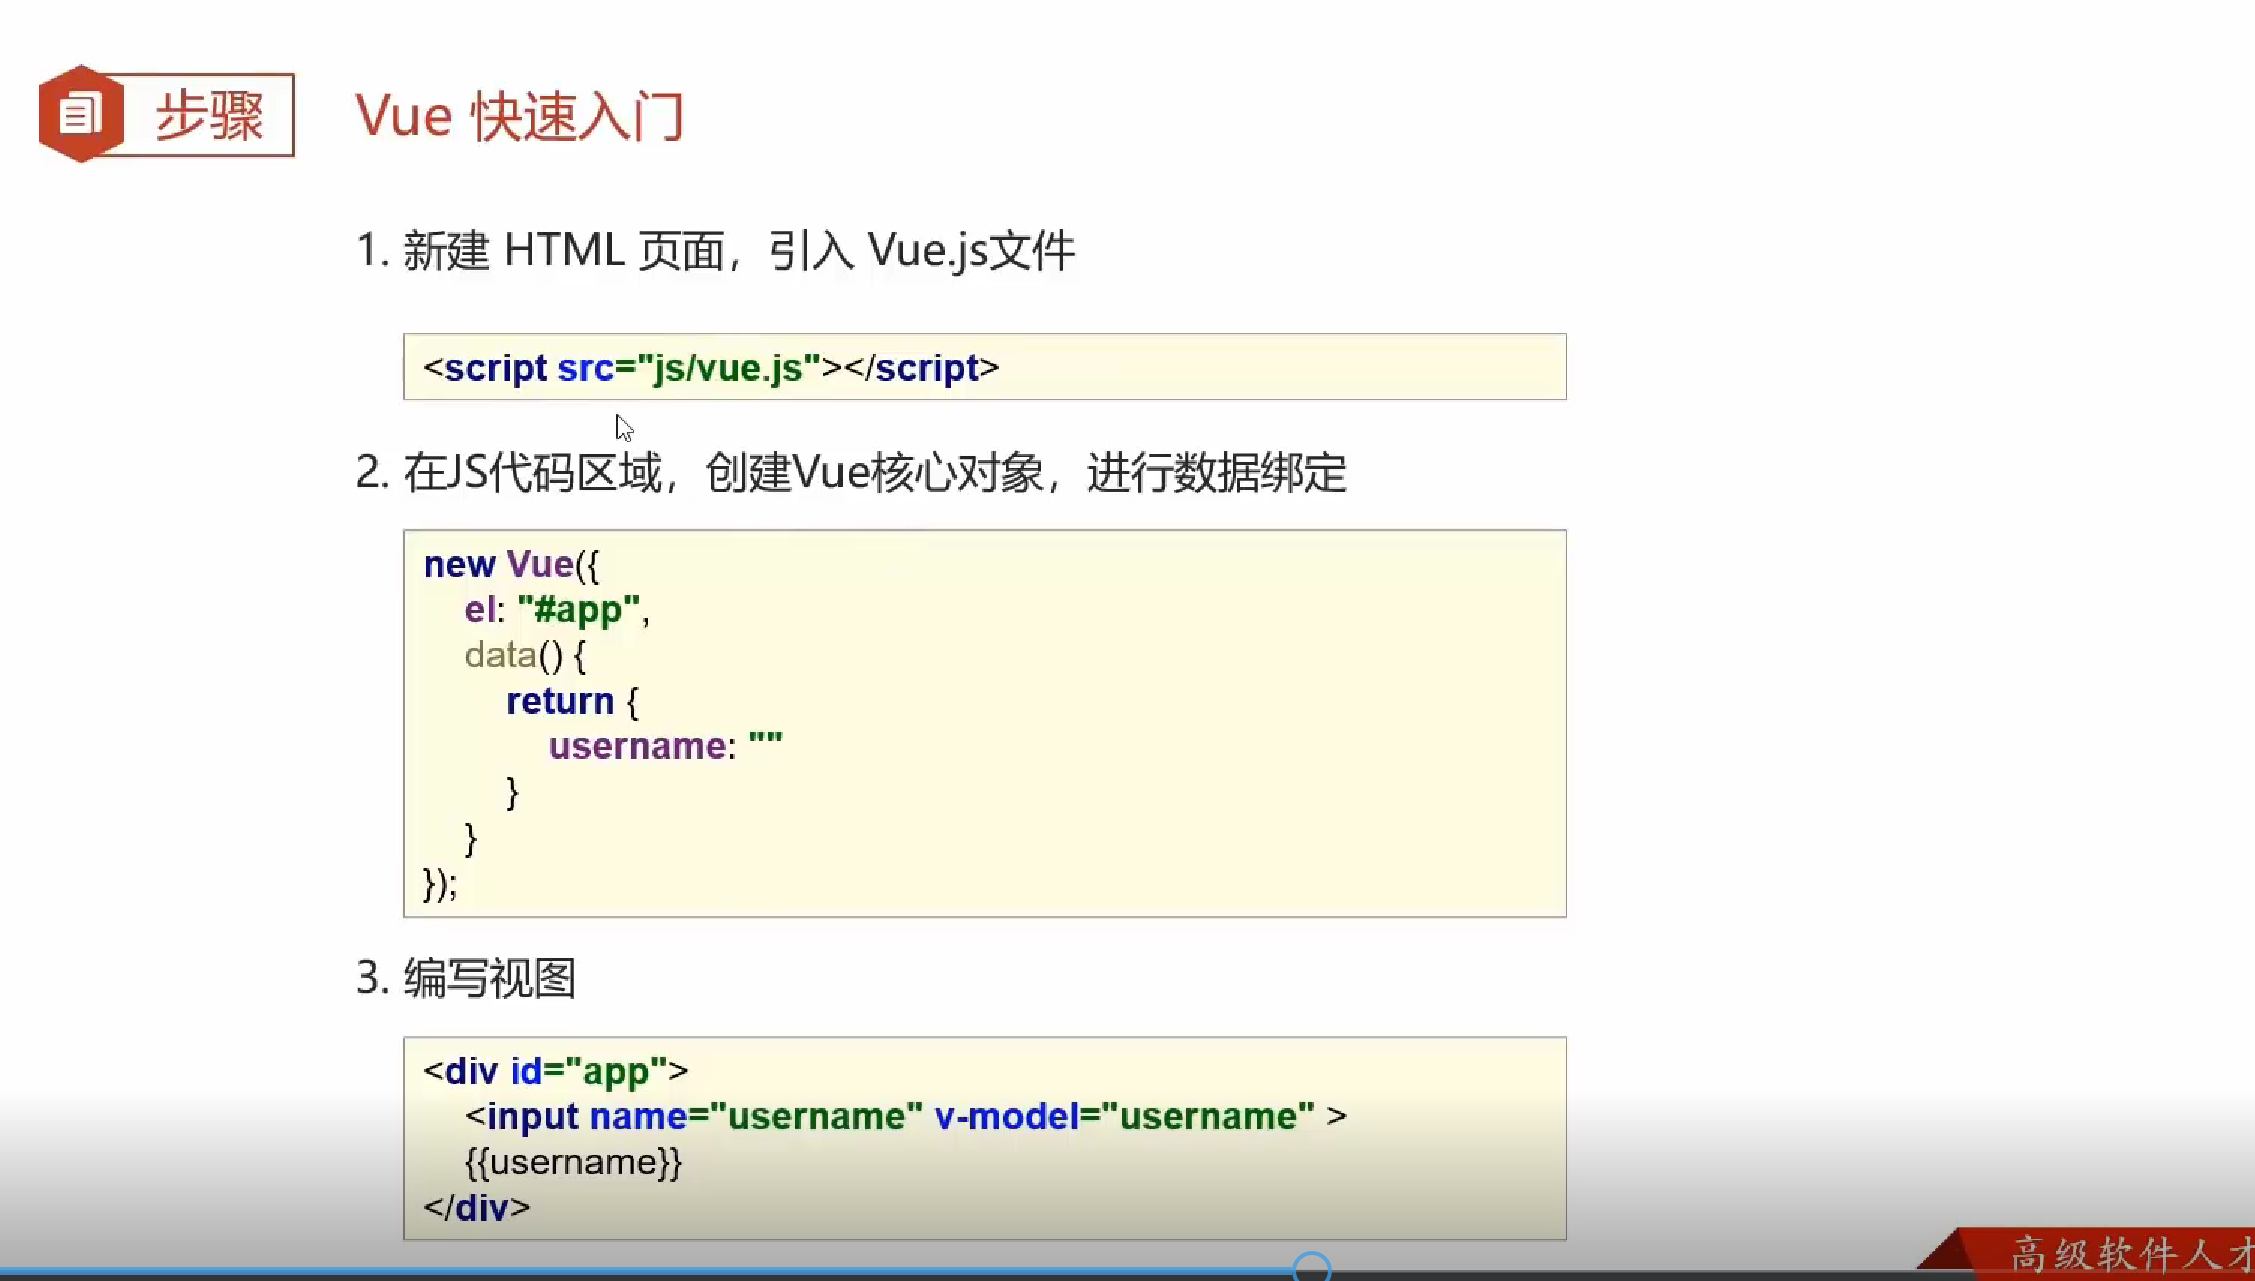 步骤
Vue 快速入门
1. 新建 HTML 页面，引入 Vue.js文件
<script src="js/vue.js"></script>
2. 在JS代码区域，创建Vue核心对象，进行数据绑定
new Vue({
    el: "#app",
    data() {
        return {
            username: ""
        }
    }
});
3. 编写视图
<div id="app">
    <input name="username" v-model="username" >
    {{username}}
</div>
高级软件人才